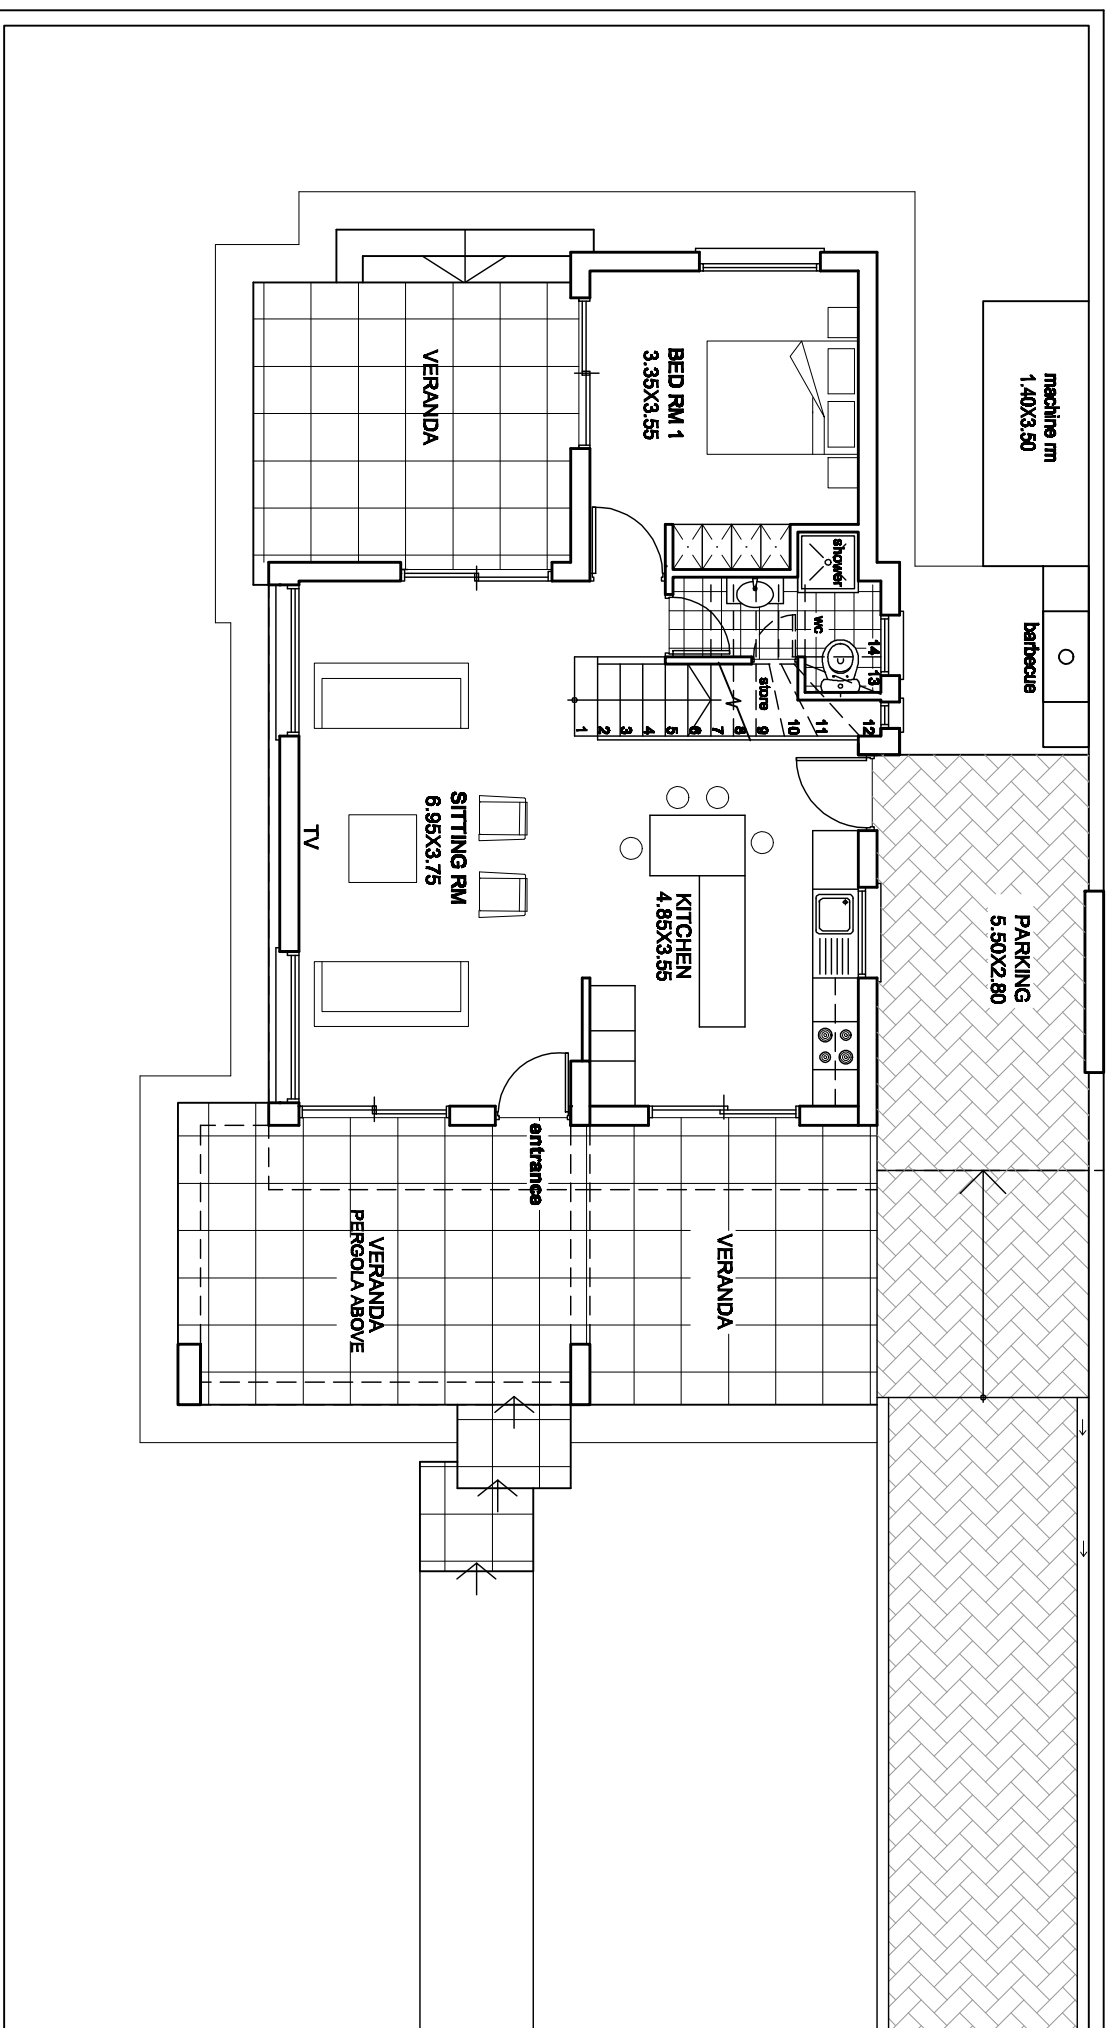 machine rm
1.40X3.50
barbecue
PARKING
5.50X2.80
BED RM 1
3.35X3.55
shower
wc
store
14
13
12
11
10
9
8
7
6
5
4
3
2
1
KITCHEN
4.85X3.55
VERANDA
VERANDA
SITTING RM
6.95X3.75
TV
entrance
VERANDA
PERGOLA ABOVE